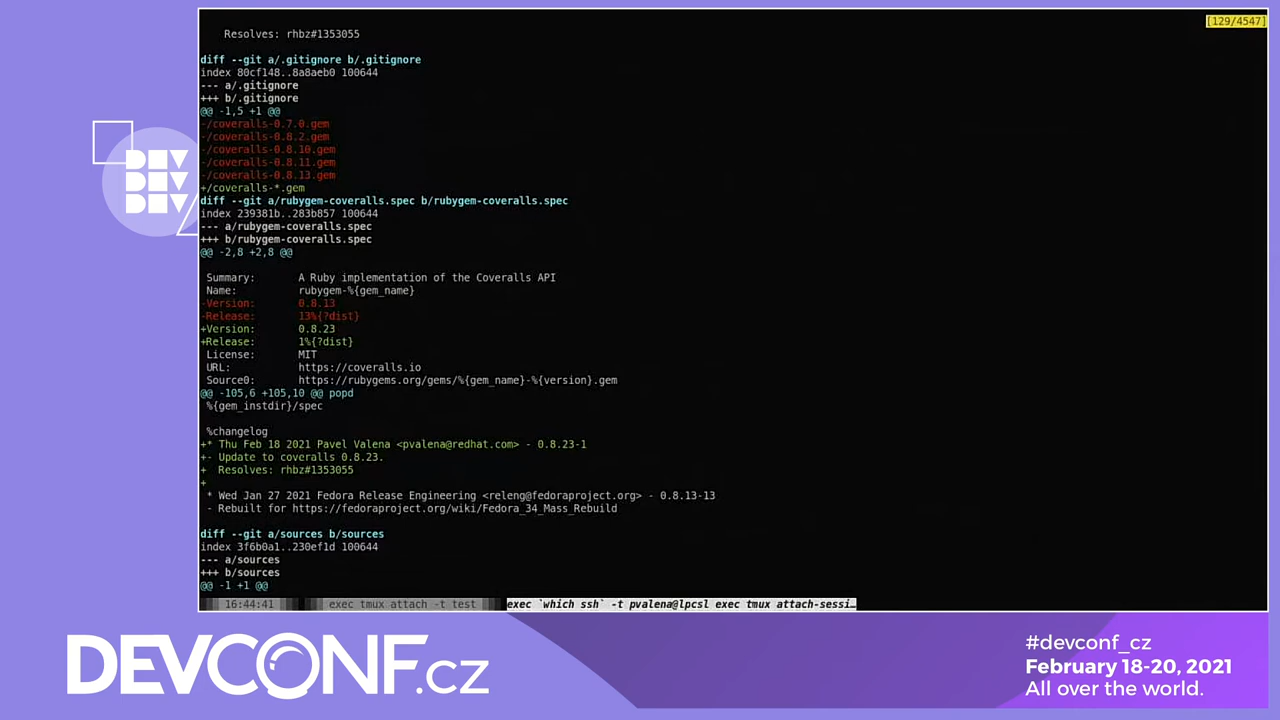 [129/4547]
Resolves: rhbz#1353055
diff --git a/.gitignore b/.gitignore
index 80cf148..8a8aeb0 100644
--- a/.gitignore
+++ b/.gitignore
@@ -1,5 +1 @@
-/coveralls-0.7.0.gem
-/coveralls-0.8.2.gem
-/coveralls-0.8.10.gem
-/coveralls-0.8.11.gem
-/coveralls-0.8.13.gem
+/coveralls-*.gem
diff --git a/rubygem-coveralls.spec b/rubygem-coveralls.spec
index 239381b..283b857 100644
--- a/rubygem-coveralls.spec
+++ b/rubygem-coveralls.spec
@@ -2,8 +2,8 @@
Summary: A Ruby implementation of the Coveralls API
Name: rubygem-%{gem_name}
-Version: 0.8.13
-Release: 13%{?dist}
+Version: 0.8.23
+Release: 1%{?dist}
License: MIT
URL: https://coveralls.io
Source0: https://rubygems.org/gems/%{gem_name}-%{version}.gem
@@ -105,6 +105,10 @@ popd
%{gem_instdir}/spec
%changelog
+* Thu Feb 18 2021 Pavel Valena <pvalena@redhat.com> - 0.8.23-1
+- Update to coveralls 0.8.23.
+  Resolves: rhbz#1353055
+
* Wed Jan 27 2021 Fedora Release Engineering <releng@fedoraproject.org> - 0.8.13-13
- Rebuilt for https://fedoraproject.org/wiki/Fedora_34_Mass_Rebuild
diff --git a/sources b/sources
index 3f6b0a1..230ef1d 100644
--- a/sources
+++ b/sources
@@ -1 +1 @@
16:44:41 exec tmux attach -t test exec `which ssh` -t pvalena@lpcsl exec tmux attach-sessi…
DEV
DEV
DEV
DEVCONF.cz
#devconf_cz
February 18-20, 2021
All over the world.